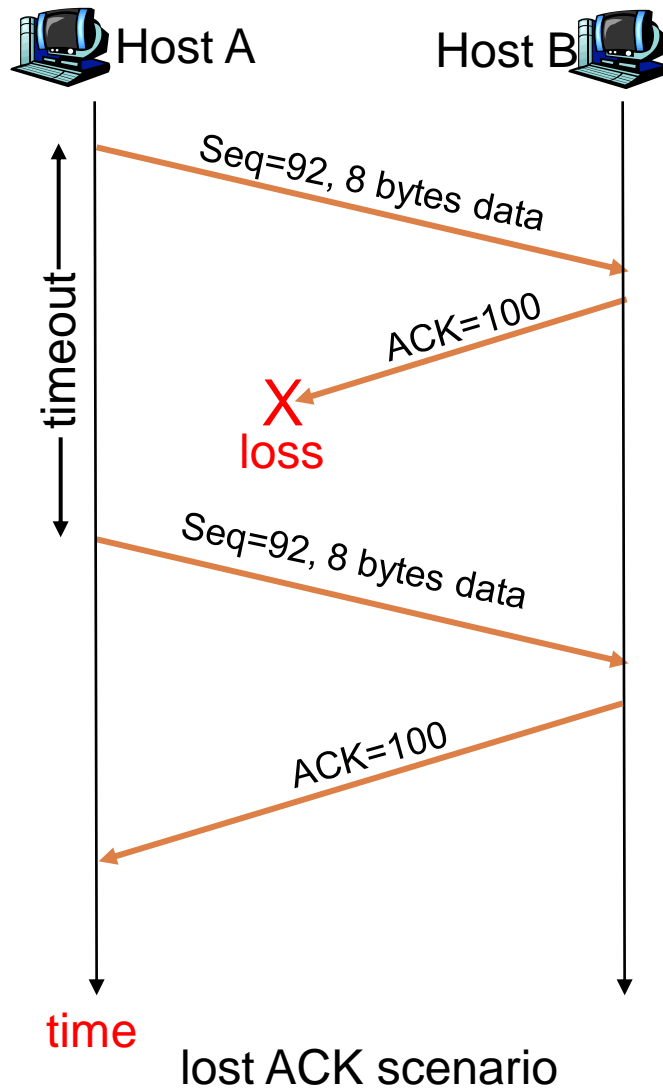 Host A
Host B
Seq=92, 8 bytes data
timeout
ACK=100
X
loss
Seq=92, 8 bytes data
ACK=100
time
lost ACK scenario